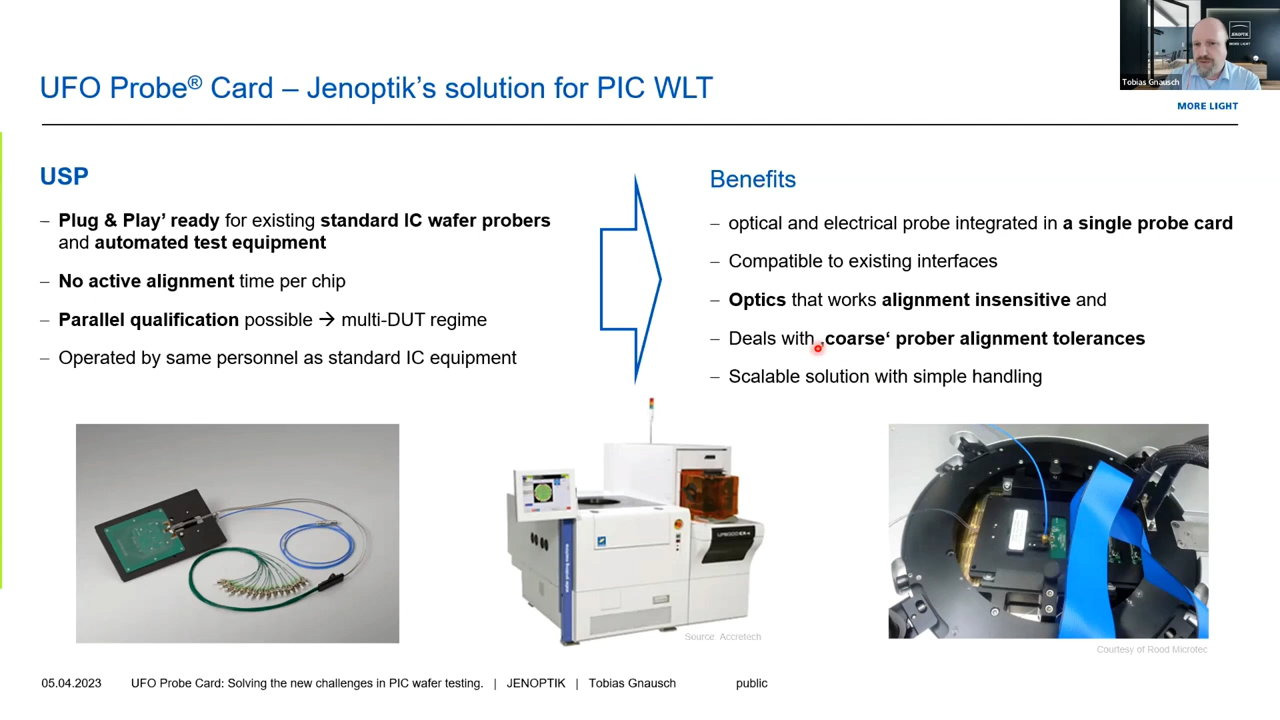 UFO Probe® Card – Jenoptik's solution for PIC WLT
Tobias Gnausch
JENOPTIK
MORE LIGHT
MORE LIGHT
USP
– Plug & Play' ready for existing standard IC wafer probers
and automated test equipment
– No active alignment time per chip
– Parallel qualification possible → multi-DUT regime
– Operated by same personnel as standard IC equipment
Benefits
– optical and electrical probe integrated in a single probe card
– Compatible to existing interfaces
– Optics that works alignment insensitive and
– Deals with ‚coarse‘ prober alignment tolerances
– Scalable solution with simple handling
Source: Accretech
Courtesy of Rood Microtec
05.04.2023 UFO Probe Card: Solving the new challenges in PIC wafer testing. | JENOPTIK | Tobias Gnausch public